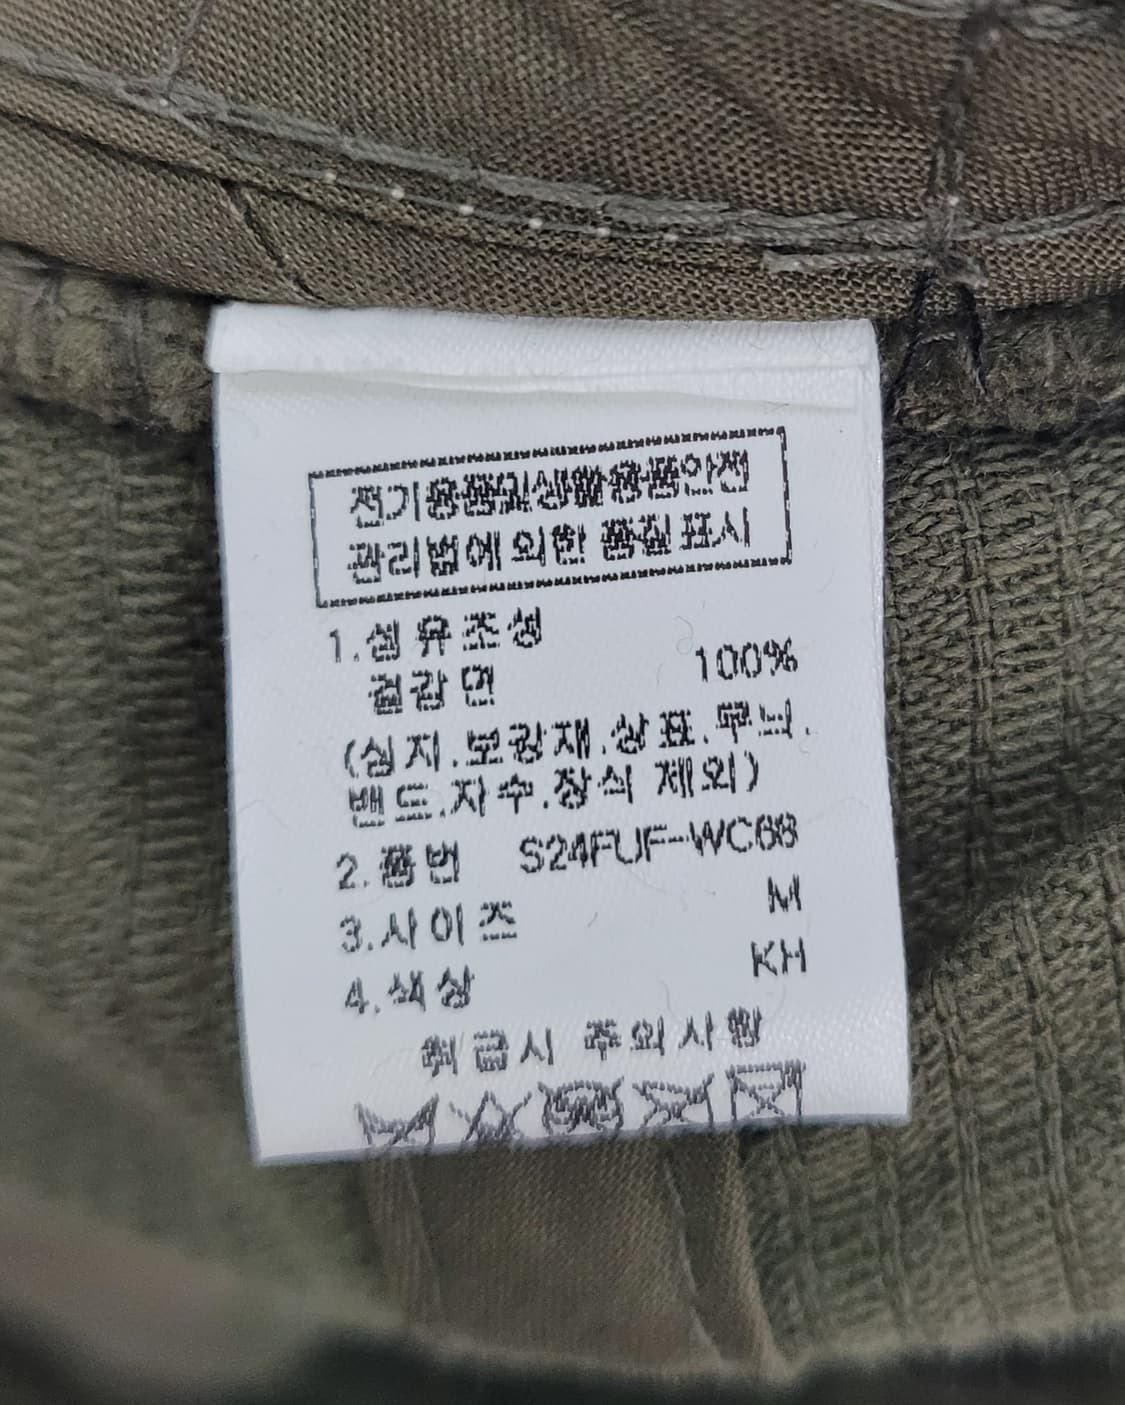 전기용품및생활용품안전
관리법에 의한 품질표시
1.섬유조성
겉감 면 100%
(심지.보강재.상표.무늬.
밴드.자수.장식 제외)
2.품번 S24FUF-WC68
3.사이즈 M
4.색상 KH
취급시 주의사항